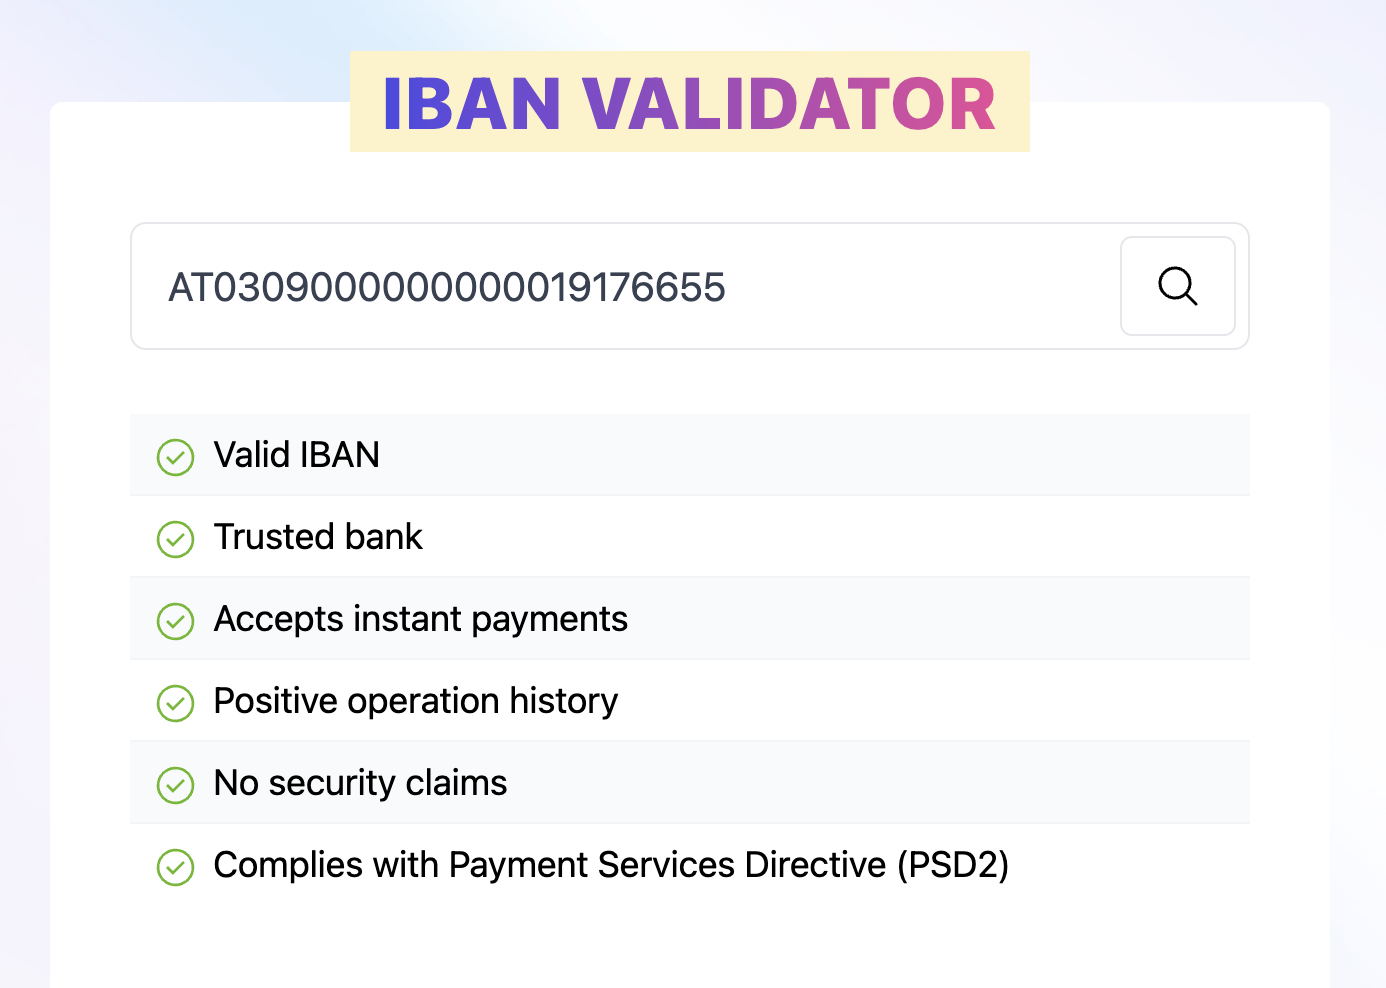 IBAN VALIDATOR
AT0309000000000019176655
Valid IBAN
Trusted bank
Accepts instant payments
Positive operation history
No security claims
Complies with Payment Services Directive (PSD2)